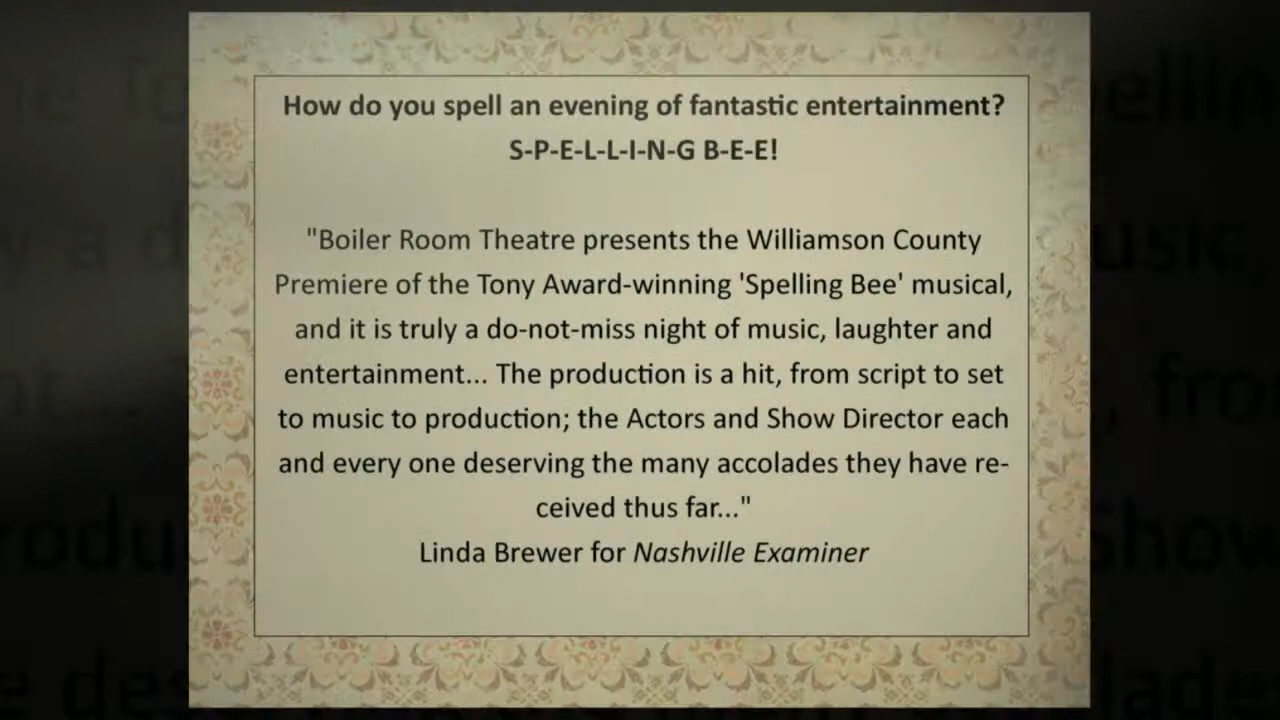 How do you spell an evening of fantastic entertainment?
S-P-E-L-L-I-N-G B-E-E!
"Boiler Room Theatre presents the Williamson County
Premiere of the Tony Award-winning 'Spelling Bee' musical,
and it is truly a do-not-miss night of music, laughter and
entertainment... The production is a hit, from script to set
to music to production; the Actors and Show Director each
and every one deserving the many accolades they have re-
ceived thus far..."
Linda Brewer for Nashville Examiner